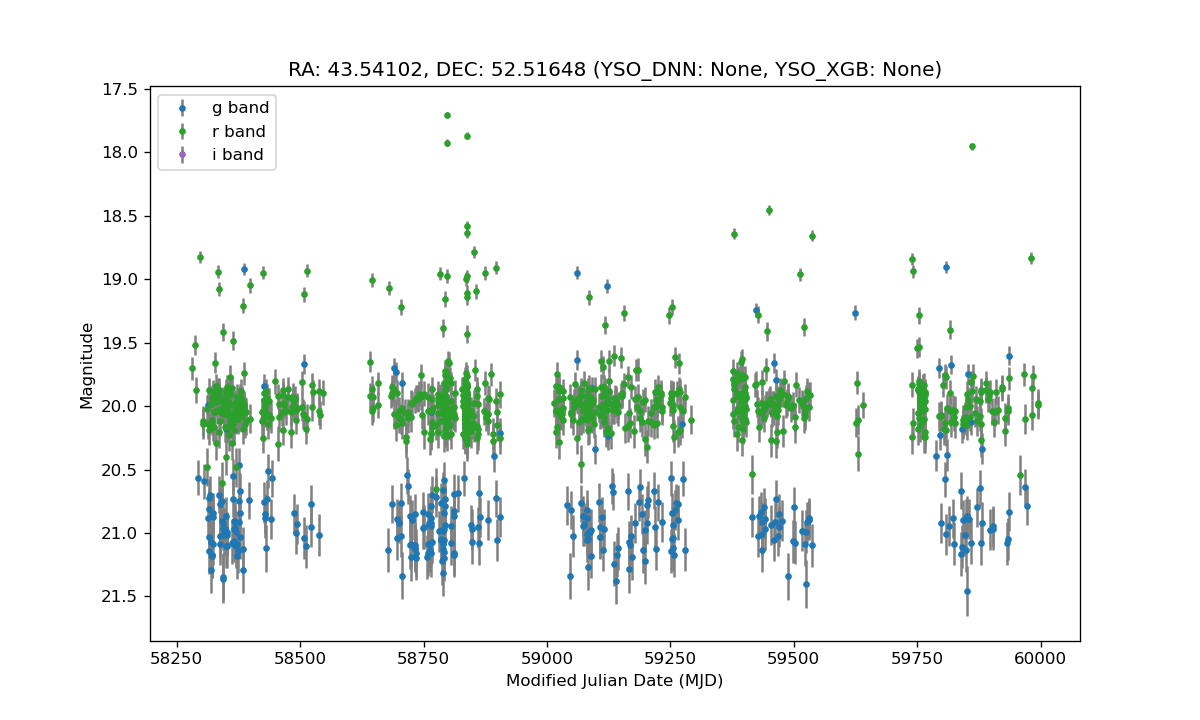 RA: 43.54102, DEC: 52.51648 (YSO_DNN: None, YSO_XGB: None)
g band
r band
i band
17.5
18.0
18.5
19.0
19.5
20.0
20.5
21.0
21.5
Magnitude
58250 58500 58750 59000 59250 59500 59750 60000
Modified Julian Date (MJD)